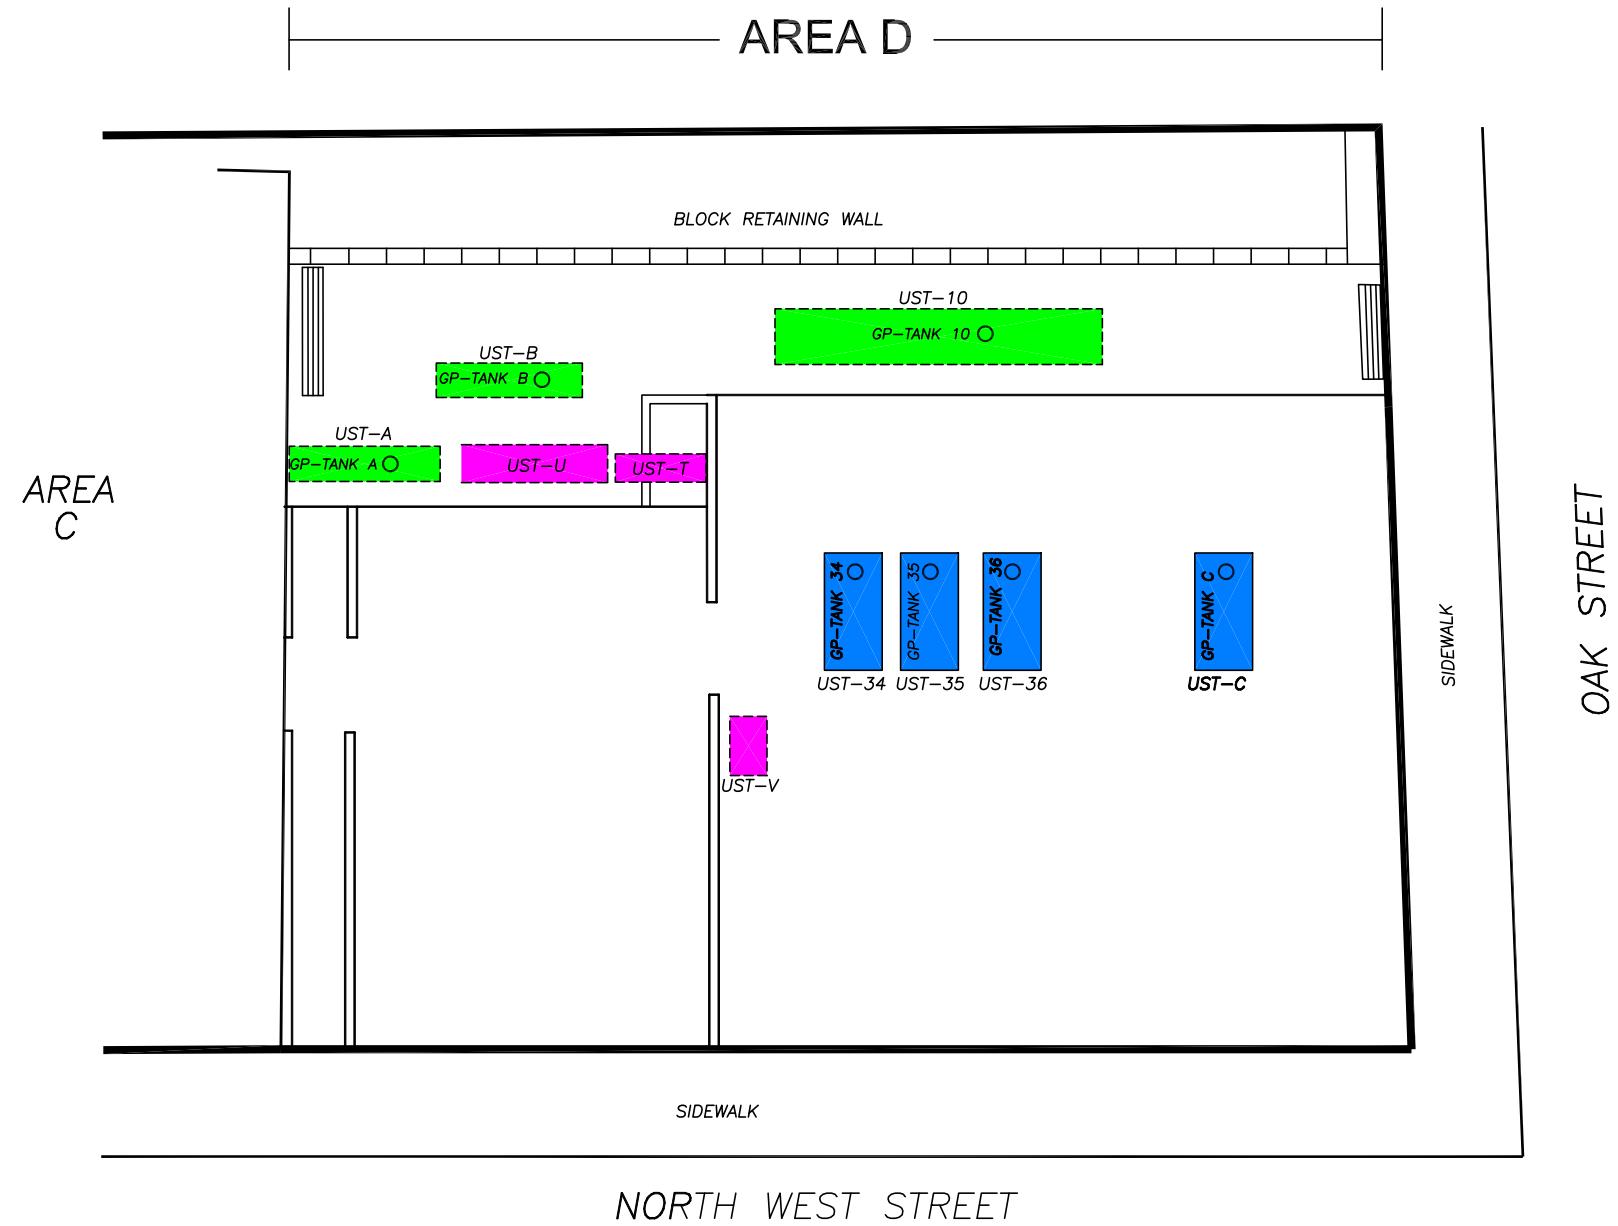 AREA D
BLOCK RETAINING WALL
UST-10
GP-TANK 10
UST-B
GP-TANK B
UST-A
GP-TANK A
UST-U
UST-T
AREA
C
GP-TANK 34
GP-TANK 35
GP-TANK 36
GP-TANK C
UST-34
UST-35
UST-36
UST-C
UST-V
SIDEWALK
OAK STREET
SIDEWALK
NORTH WEST STREET